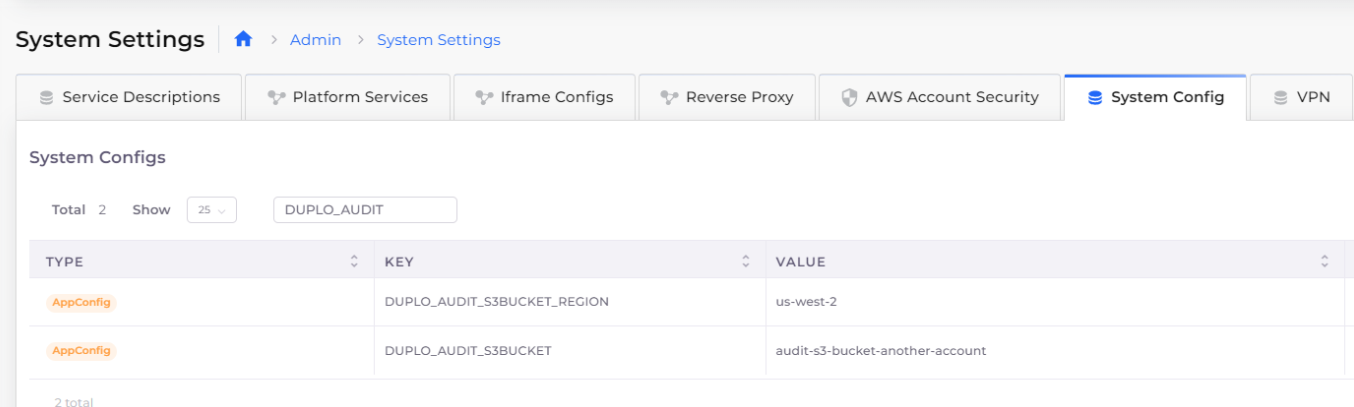 System Settings > Admin > System Settings
Service Descriptions Platform Services Iframe Configs Reverse Proxy AWS Account Security System Config VPN
System Configs
Total 2 Show 25 DUPLO_AUDIT
TYPE KEY VALUE
AppConfig DUPLO_AUDIT_S3BUCKET_REGION us-west-2
AppConfig DUPLO_AUDIT_S3BUCKET audit-s3-bucket-another-account
2 total